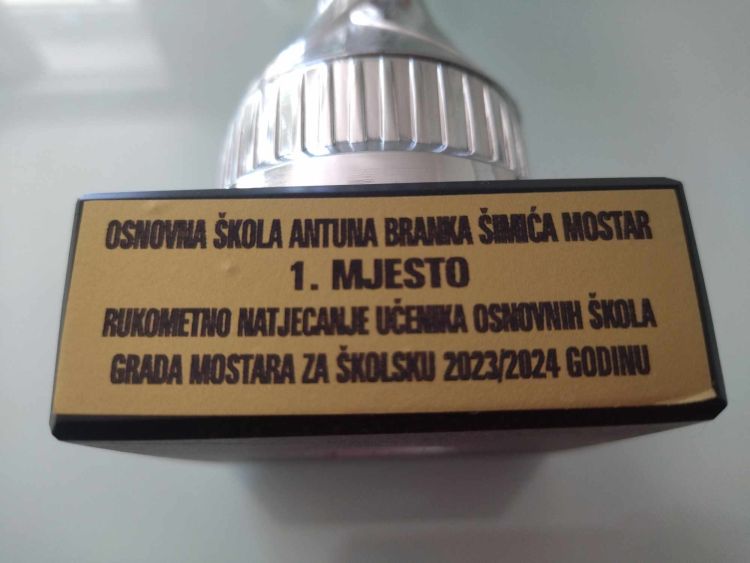 OSNOVNA ŠKOLA ANTUNA BRANKA ŠIMIĆA MOSTAR
1. MJESTO
RUKOMETNO NATJECANJE UČENIKA OSNOVNIH ŠKOLA
GRADA MOSTARA ZA ŠKOLSKU 2023/2024 GODINU